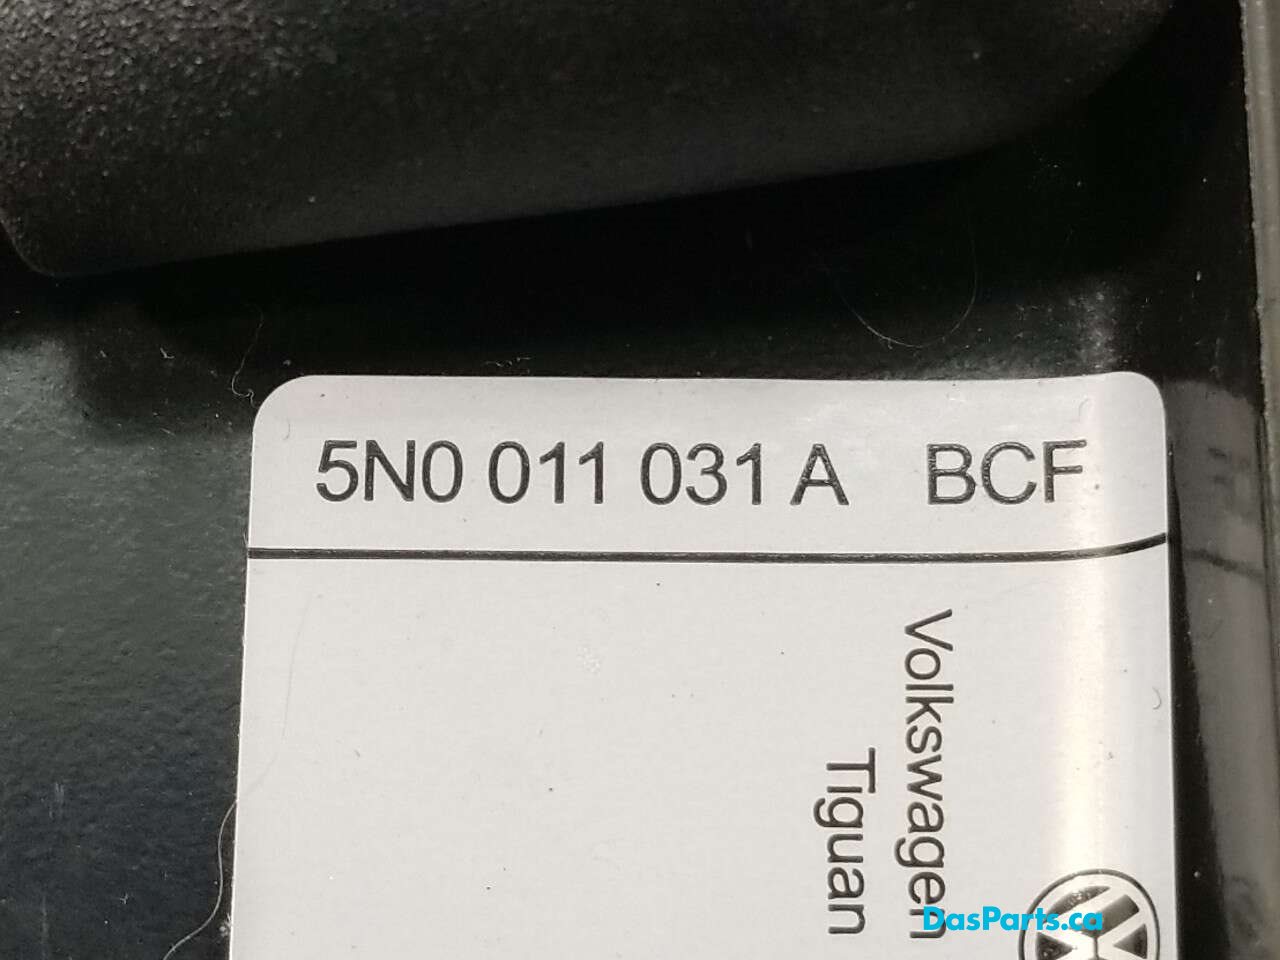 5N0 011 031 A BCF
Volkswagen
Tiguan
DasParts.ca